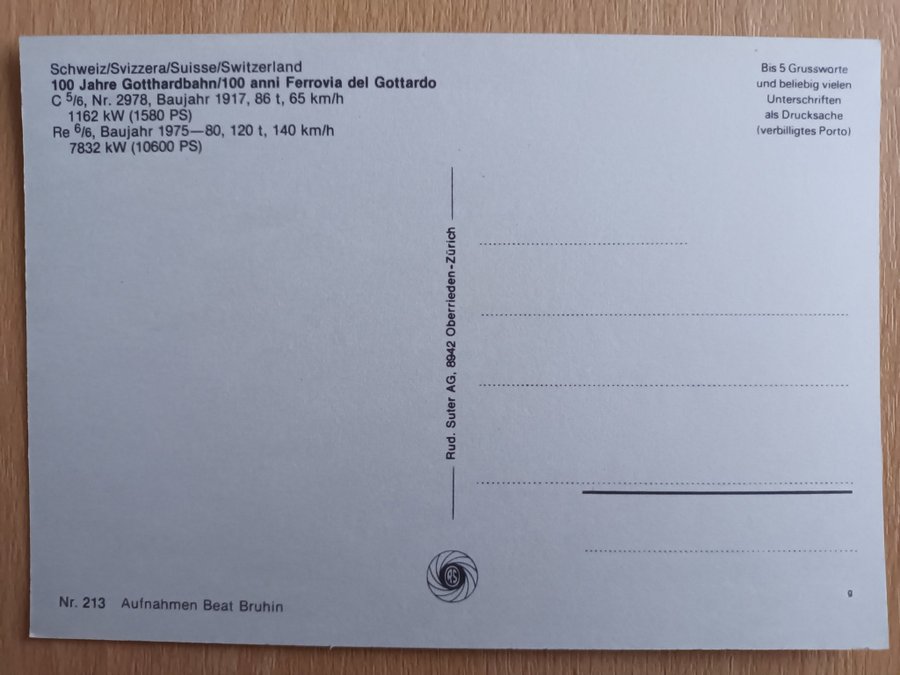 Schweiz/Svizzera/Suisse/Switzerland
100 Jahre Gotthardbahn/100 anni Ferrovia del Gottardo
C 5/6, Nr. 2978, Baujahr 1917, 86 t, 65 km/h
1162 kW (1580 PS)
Re 6/6, Baujahr 1975—80, 120 t, 140 km/h
7832 kW (10600 PS)
Bis 5 Grussworte
und beliebig vielen
Unterschriften
als Drucksache
(verbilligtes Porto)
Rud. Suter AG, 8942 Oberrieden-Zürich
RS
Nr. 213 Aufnahmen Beat Bruhin
g